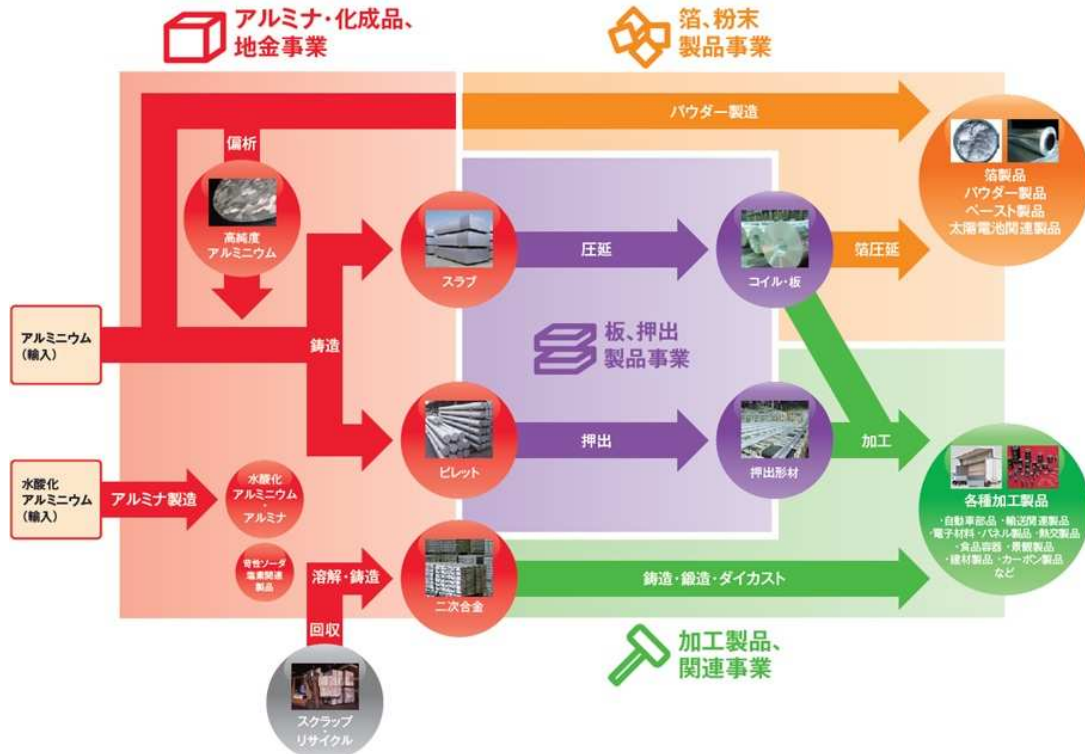 アルミナ・化成品、
地金事業
箔、粉末
製品事業
パウダー製造
偏析
高純度
アルミニウム
スラブ
圧延
コイル・板
箔圧延
箔製品
パウダー製品
ペースト製品
太陽電池関連製品
アルミニウム
(輸入)
鋳造
板、押出
製品事業
ビレット
押出
押出形材
加工
水酸化
アルミニウム
(輸入)
アルミナ製造
水酸化
アルミニウム
・
アルミナ
苛性ソーダ
塩素関連
製品
溶解・鋳造
二次合金
鋳造・鍛造・ダイカスト
各種加工製品
・自動車部品 ・輸送関連製品
・電子材料 ・パネル製品 ・熱交製品
・食品容器 ・景観製品
・建材製品 ・カーボン製品
など
回収
スクラップ
・
リサイクル
加工製品、
関連事業